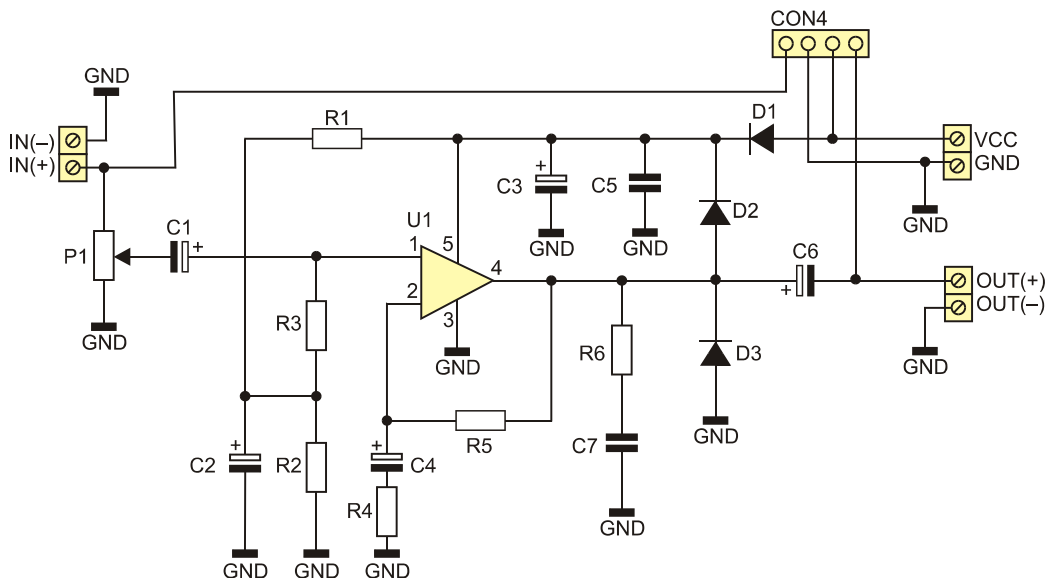 CON4
GND
IN(–)
IN(+)
R1
D1
VCC
GND
C3
+
C5
D2
GND
GND
GND
P1
C1
+
U1
1
5
2
4
3
C6
+
OUT(+)
OUT(–)
GND
R3
GND
R6
D3
GND
GND
C2
+
R2
+
C4
R5
C7
R4
GND
GND
GND
GND